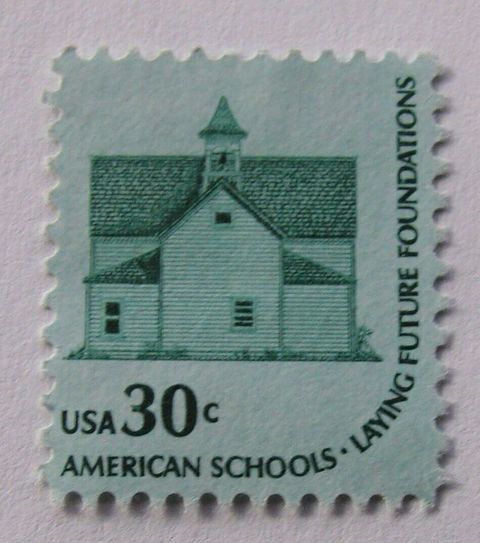 USA 30c
AMERICAN SCHOOLS · LAYING FUTURE FOUNDATIONS